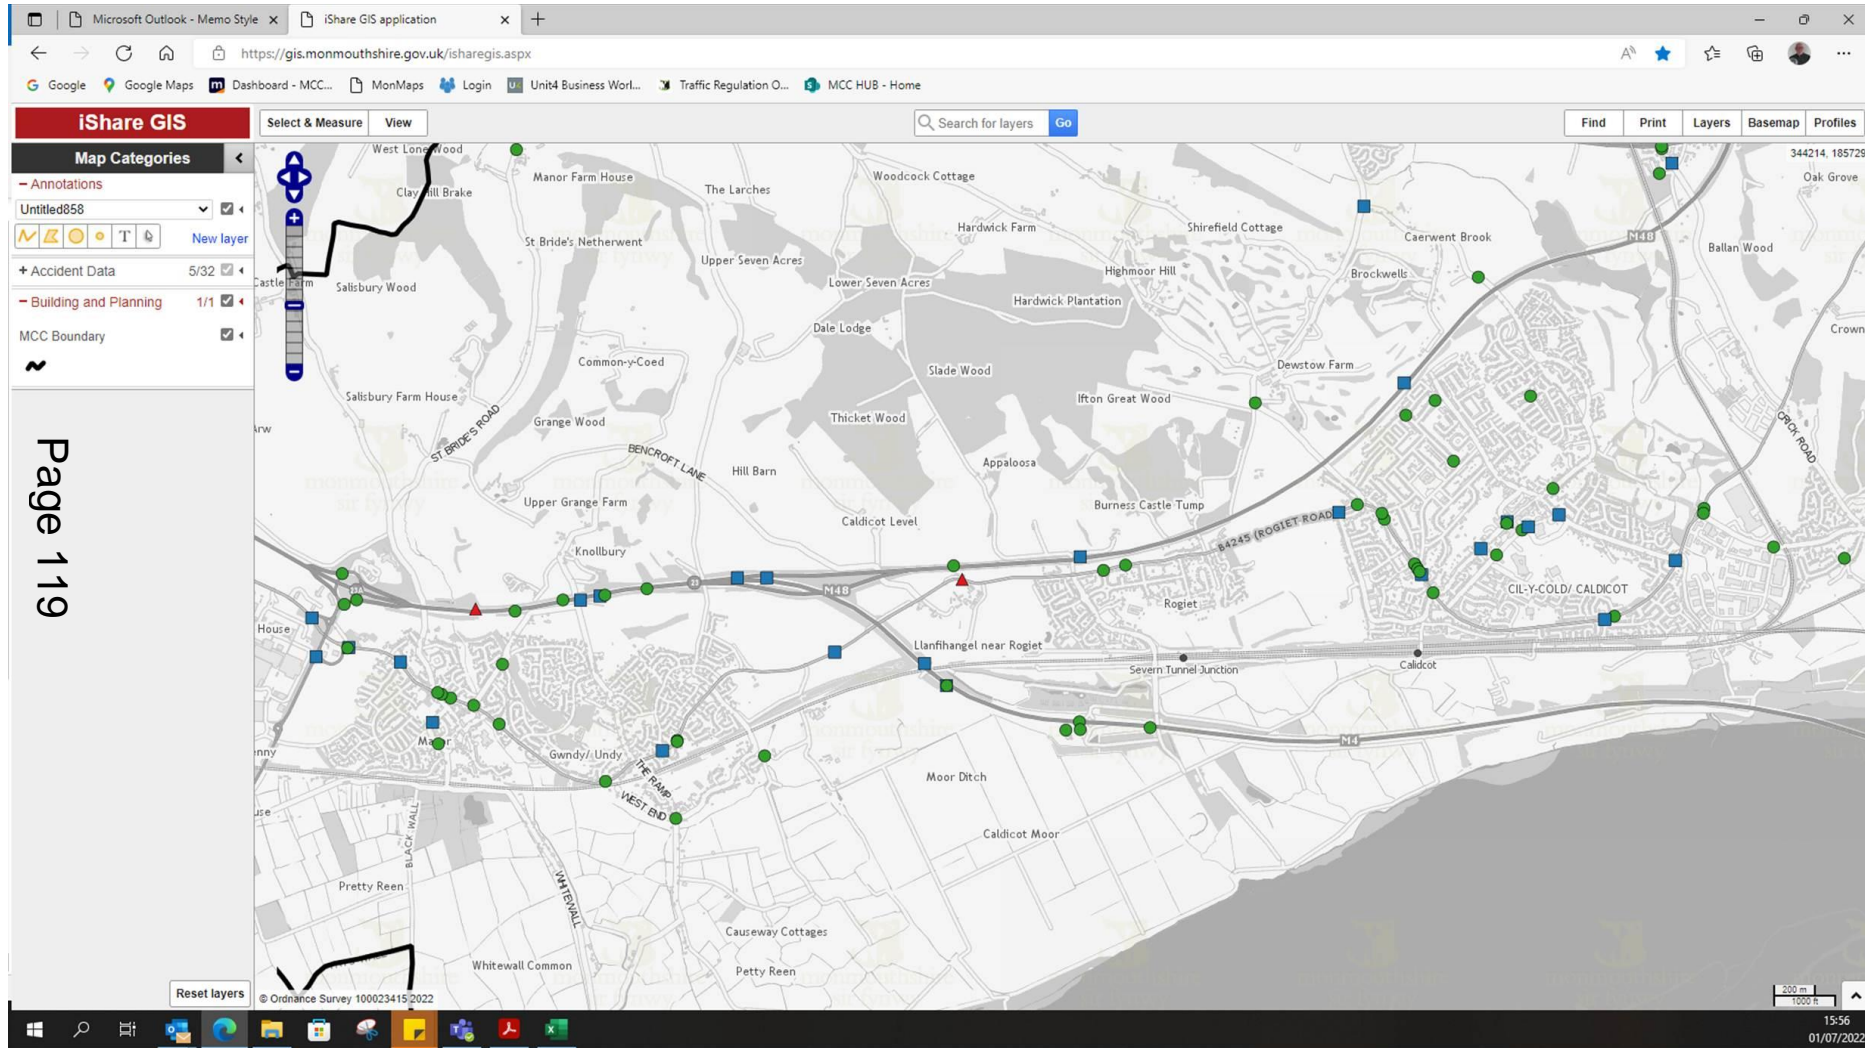 Microsoft Outlook - Memo Style
iShare GIS application
https://gis.monmouthshire.gov.uk/isharegis.aspx
Google
Google Maps
Dashboard - MCC...
MonMaps
Login
Unit4 Business Worl...
Traffic Regulation O...
MCC HUB - Home
iShare GIS
Select & Measure
View
Search for layers
Go
Find
Print
Layers
Basemap
Profiles
Map Categories
- Annotations
Untitled858
T
New layer
+ Accident Data 5/32
- Building and Planning 1/1
MCC Boundary
Page 119
Reset layers
344214, 185729
West Lone Wood
Manor Farm House
The Larches
Woodcock Cottage
Oak Grove
Clay Hill Brake
Hardwick Farm
Shirefield Cottage
Caerwent Brook
M48
Ballan Wood
St Bride's Netherwent
Upper Seven Acres
Highmoor Hill
Brockwells
Castle Farm
Salisbury Wood
Lower Seven Acres
Hardwick Plantation
Dale Lodge
Crown
Common-y-Coed
Slade Wood
Dewstow Farm
Salisbury Farm House
Ifton Great Wood
Grange Wood
Thicket Wood
ST BRIDE'S ROAD
CRICK ROAD
BENCROFT LANE
Hill Barn
Appaloosa
Upper Grange Farm
Caldicot Level
Burness Castle Tump
B4245 (ROGIET ROAD)
Knollbury
23A
23
M48
Rogiet
CIL-Y-COLD/ CALDICOT
House
Llanfihangel near Rogiet
Severn Tunnel Junction
Calidcot
Gwndy/ Undy
THE RAMP
WEST END
M4
Moor Ditch
Caldicot Moor
BLACK WALL
WHITEWALL
Pretty Reen
Causeway Cottages
Whitewall Common
Petty Reen
© Ordnance Survey 100023415 2022
200 m
1000 ft
15:56
01/07/2022